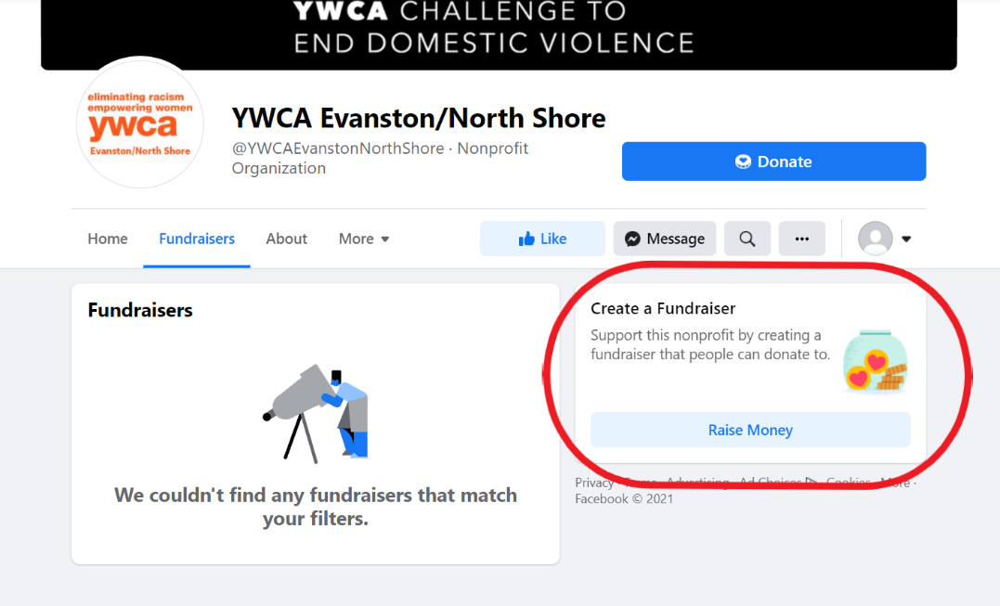 YWCA CHALLENGE TO
END DOMESTIC VIOLENCE
eliminating racism
empowering women
ywca
Evanston/North Shore
YWCA Evanston/North Shore
@YWCAEvanstonNorthShore · Nonprofit
Organization
Donate
Home
Fundraisers
About
More
Like
Message
Fundraisers
We couldn't find any fundraisers that match
your filters.
Create a Fundraiser
Support this nonprofit by creating a
fundraiser that people can donate to.
Raise Money
Privacy · Terms · Advertising · Ad Choices · Cookies · More ·
Facebook © 2021